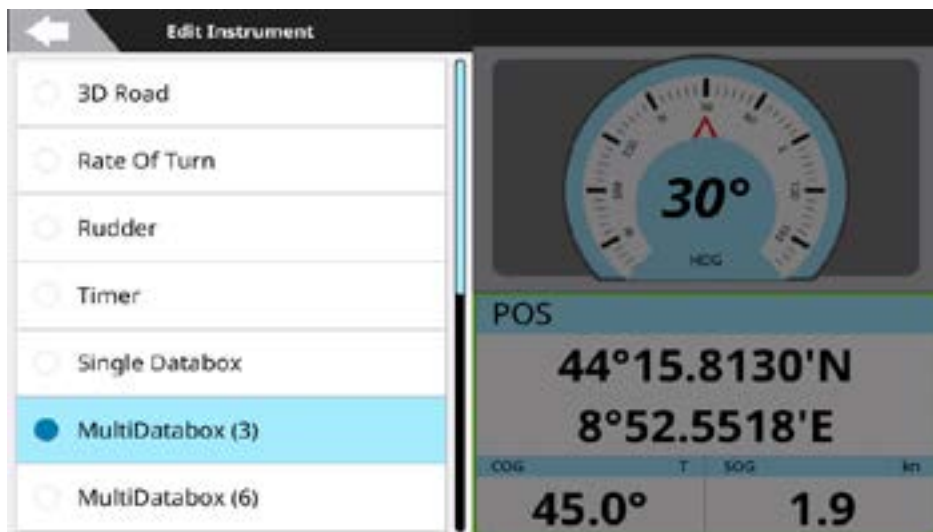 Edit Instrument
3D Road
Rate Of Turn
Rudder
Timer
Single Databox
MultiDatabox (3)
MultiDatabox (6)
30°
HDG
POS
44°15.8130'N
8°52.5518'E
COG T SOG kn
45.0° 1.9